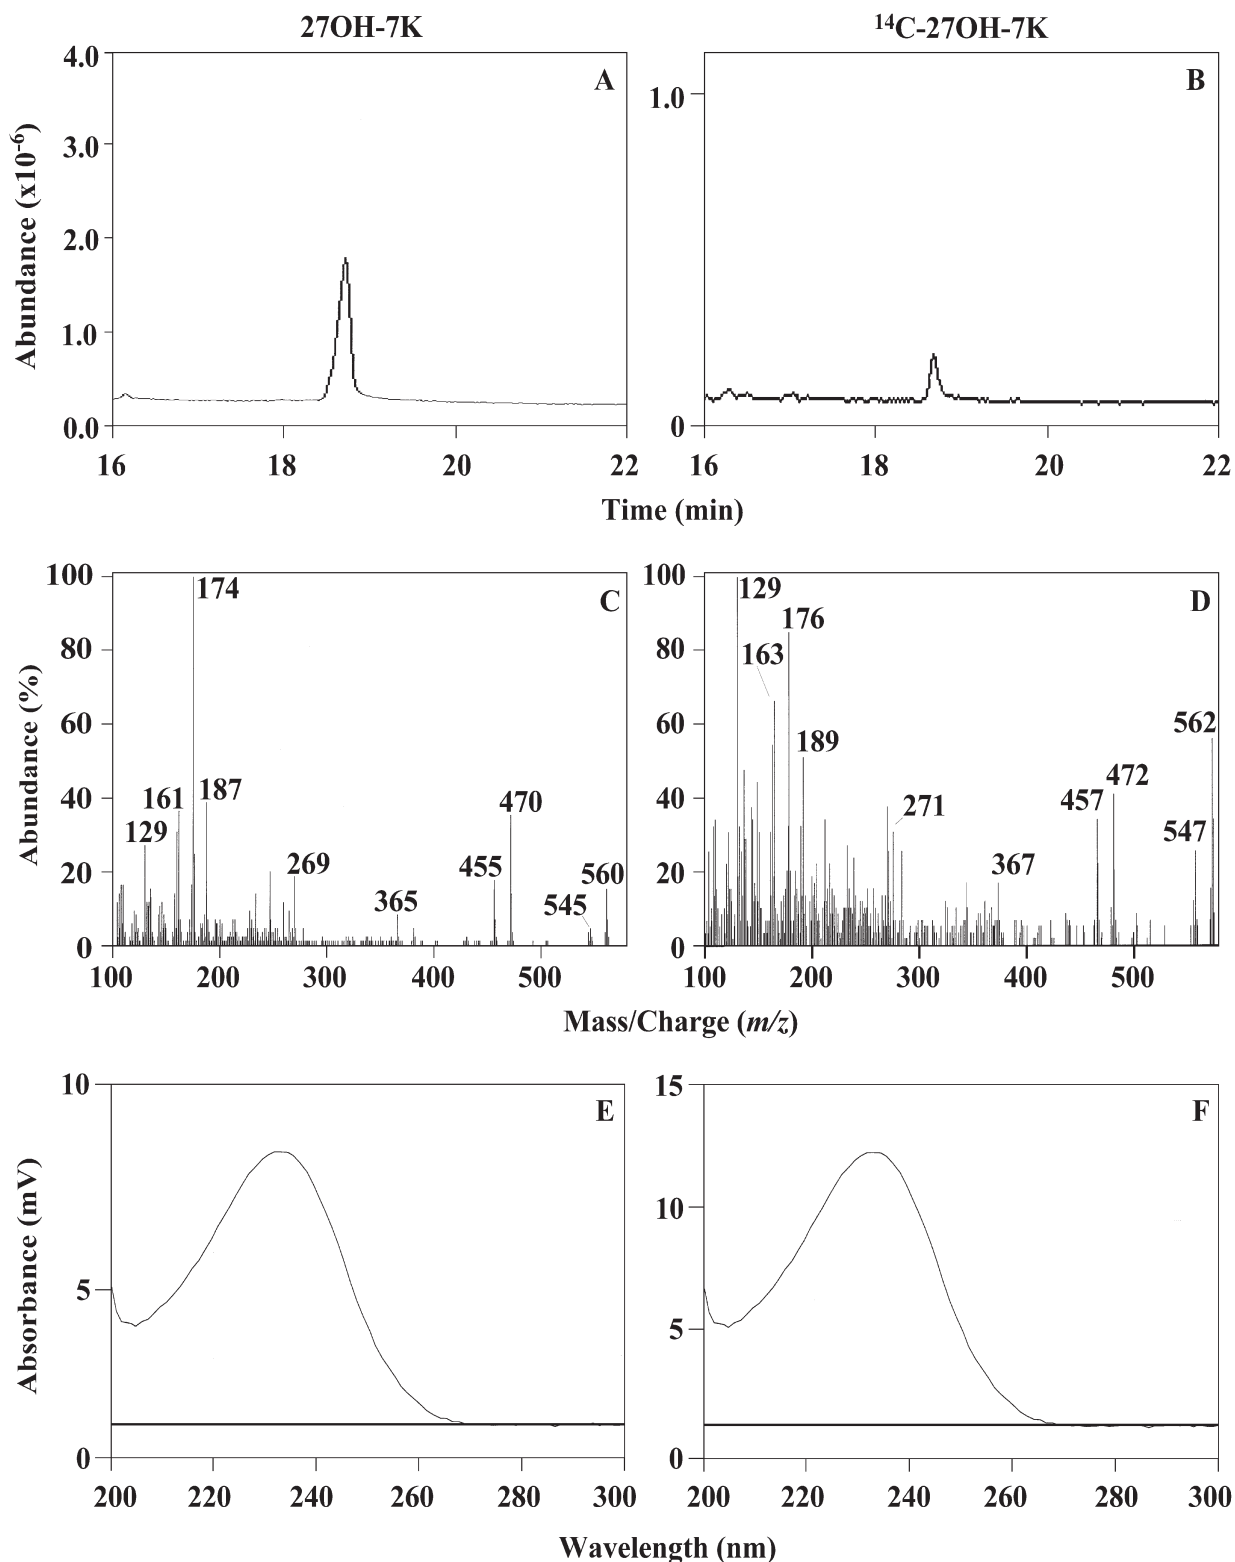 27OH-7K
¹⁴C-27OH-7K
A
4.0
3.0
2.0
1.0
0.0
Abundance (x10⁻⁶)
16 18 20 22
B
1.0
0
16 18 20 22
Time (min)
C
100
80
60
40
20
0
Abundance (%)
174
187
161
129
269
365
455
470
545
560
100 200 300 400 500
D
100
80
60
40
20
0
129
176
163
189
271
367
457
472
547
562
100 200 300 400 500
Mass/Charge (m/z)
E
10
5
0
Absorbance (mV)
200 220 240 260 280 300
F
15
10
5
0
200 220 240 260 280 300
Wavelength (nm)